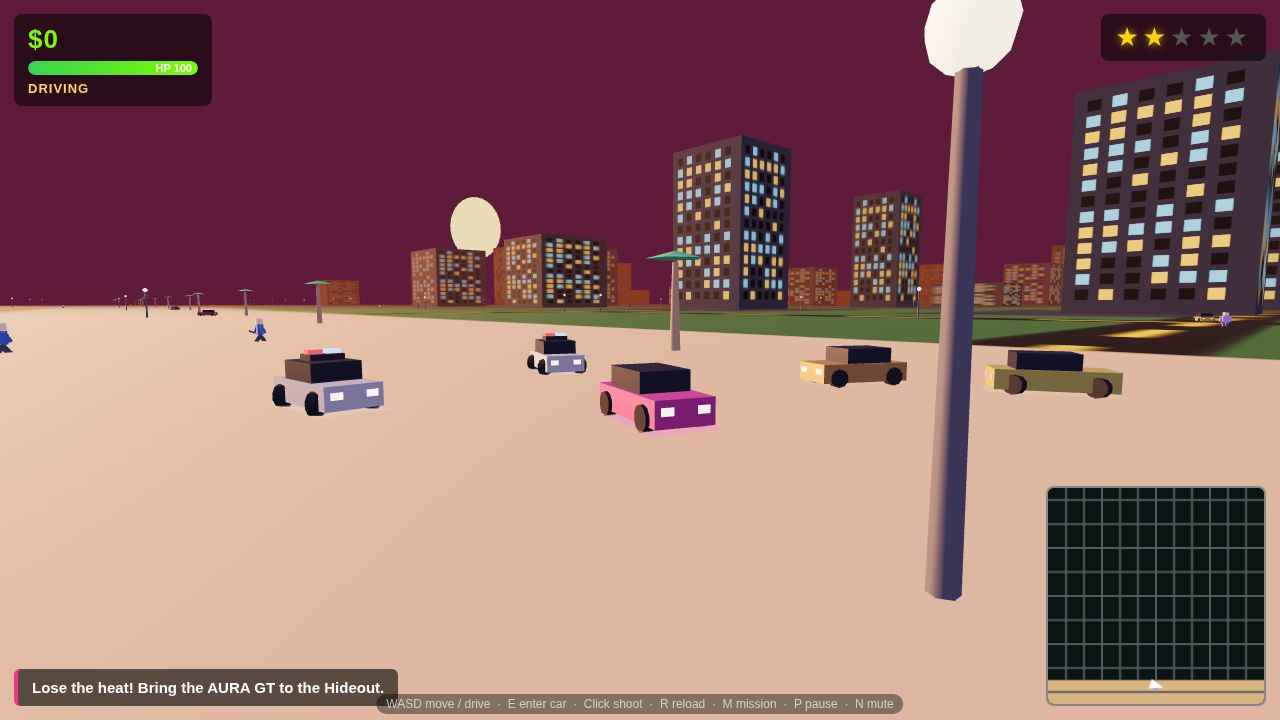 $0
HP 100
DRIVING
Lose the heat! Bring the AURA GT to the Hideout.
WASD move / drive · E enter car · Click shoot · R reload · M mission · P pause · N mute